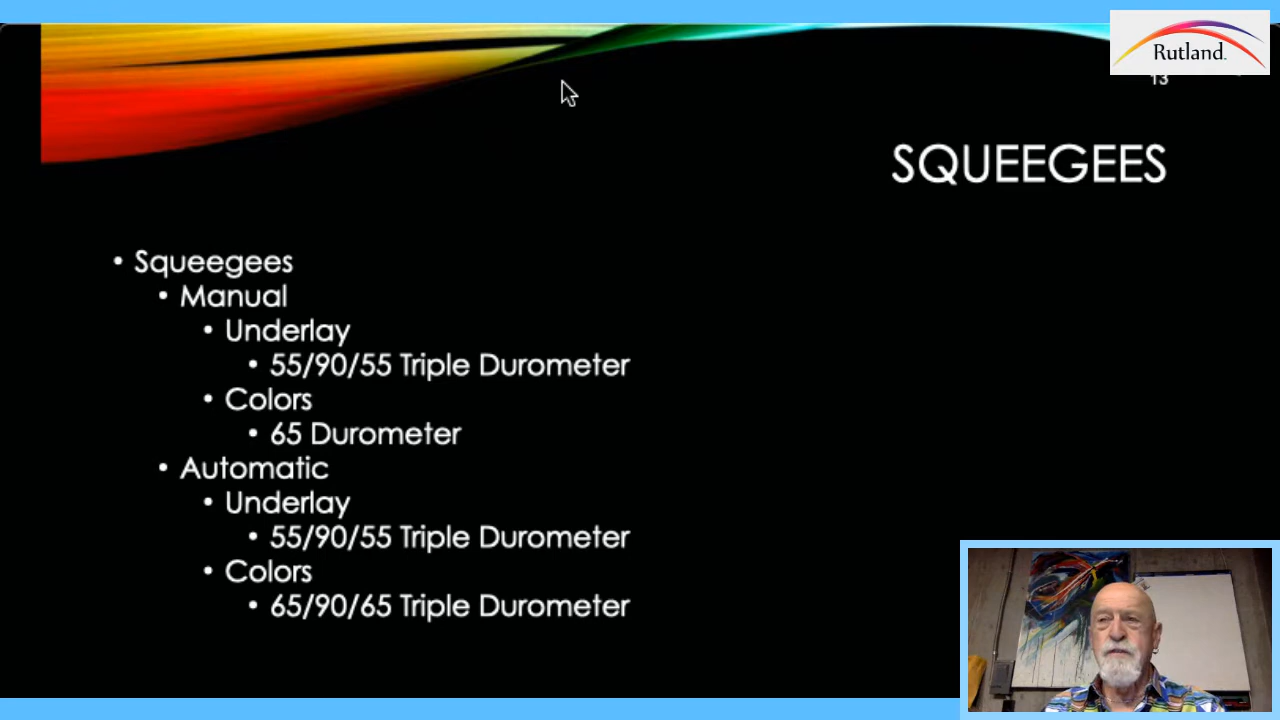 Rutland.
13
SQUEEGEES
• Squeegees
• Manual
• Underlay
• 55/90/55 Triple Durometer
• Colors
• 65 Durometer
• Automatic
• Underlay
• 55/90/55 Triple Durometer
• Colors
• 65/90/65 Triple Durometer